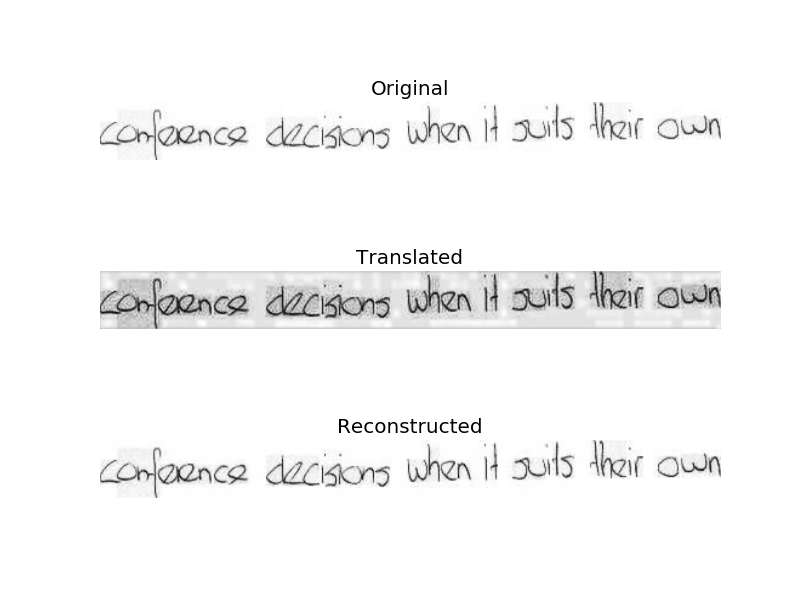 Original
conference decisions when it suits their own
Translated
conference decisions when it suits their own
Reconstructed
conference decisions when it suits their own